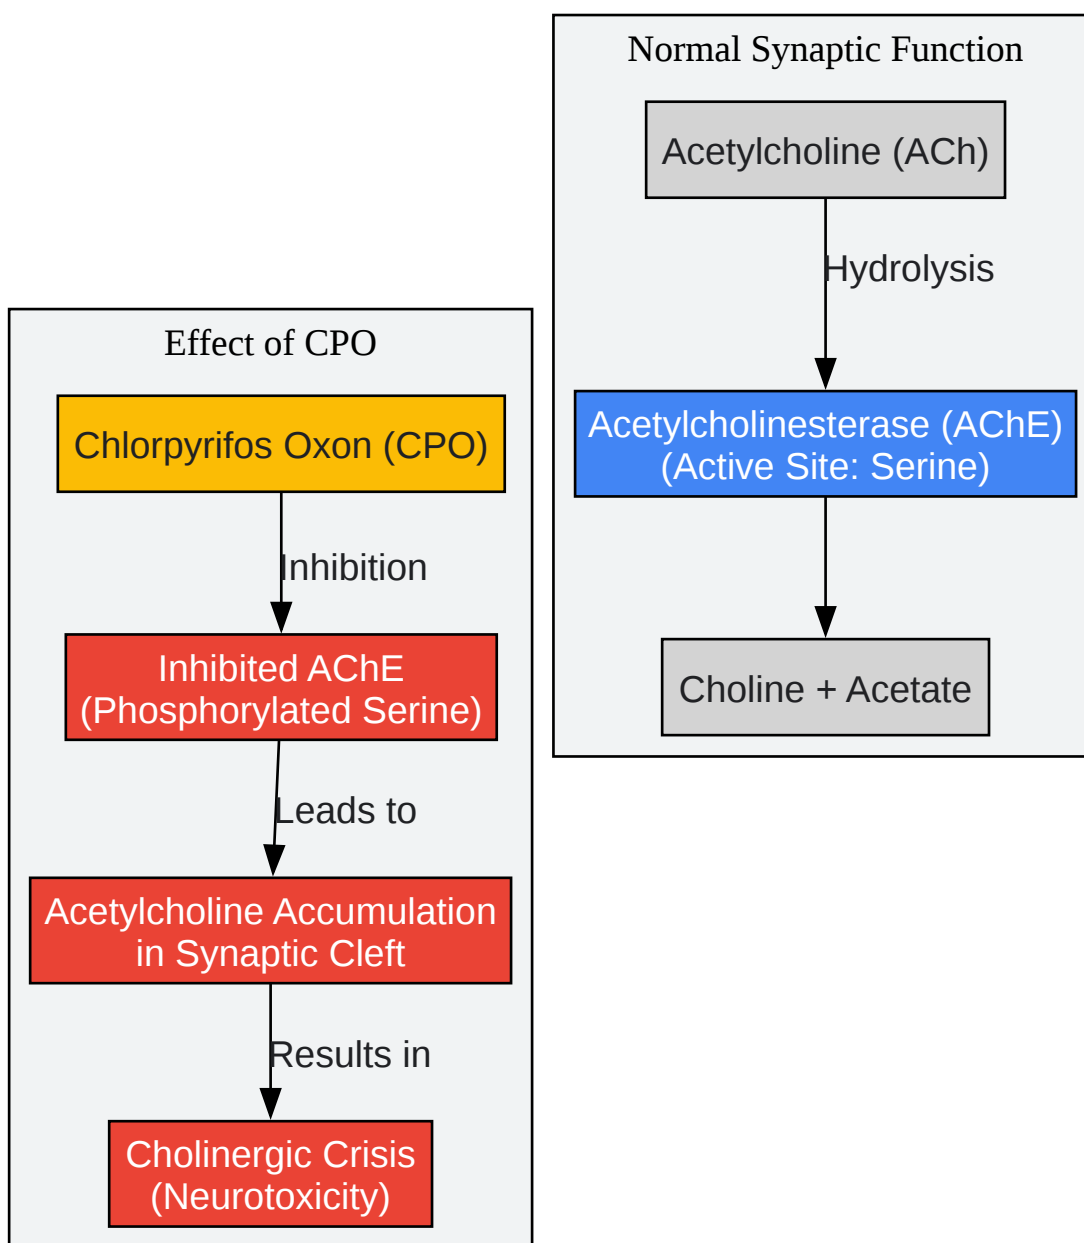 Normal Synaptic Function
Acetylcholine (ACh)
Hydrolysis
Acetylcholinesterase (AChE)
(Active Site: Serine)
Choline + Acetate
Effect of CPO
Chlorpyrifos Oxon (CPO)
Inhibition
Inhibited AChE
(Phosphorylated Serine)
Leads to
Acetylcholine Accumulation
in Synaptic Cleft
Results in
Cholinergic Crisis
(Neurotoxicity)